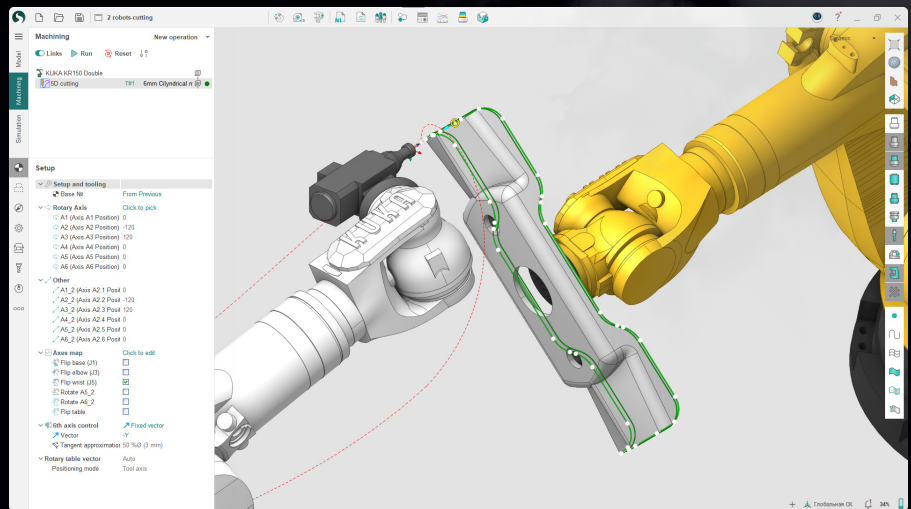 2 robots-cutting
Machining
New operation
Links Run Reset
KUKA KR150 Double
5D cutting T#1 6mm Cilyndrical m
Model
Machining
Simulation
Setup
Setup and tooling
Base № From Previous
Rotary Axis Click to pick
A1 (Axis A1 Position) 0
A2 (Axis A2 Position) -120
A3 (Axis A3 Position) 120
A4 (Axis A4 Position) 0
A5 (Axis A5 Position) 0
A6 (Axis A6 Position) 0
Other
A1_2 (Axis A2.1 Posit 0
A2_2 (Axis A2.2 Posit -120
A3_2 (Axis A2.3 Posit 120
A4_2 (Axis A2.4 Posit 0
A5_2 (Axis A2.5 Posit 0
A6_2 (Axis A2.6 Posit 0
Axes map Click to edit
Flip base (J1)
Flip elbow (J3)
Flip wrist (J5)
Rotate A5_2
Rotate A6_2
Flip table
6th axis control Fixed vector
Vector -Y
Tangent approximation 50 %Ø (3 mm)
Rotary table vector Auto
Positioning mode Tool axis
KUKA
Глобальная СК 34%